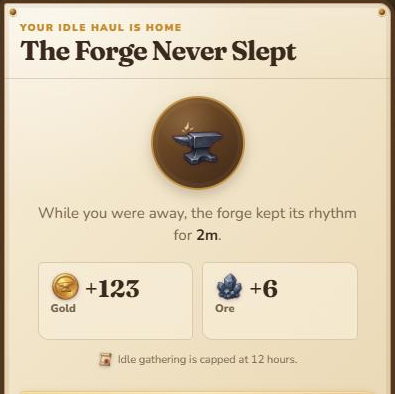 YOUR IDLE HAUL IS HOME
The Forge Never Slept
While you were away, the forge kept its rhythm
for 2m.
+123
Gold
+6
Ore
Idle gathering is capped at 12 hours.